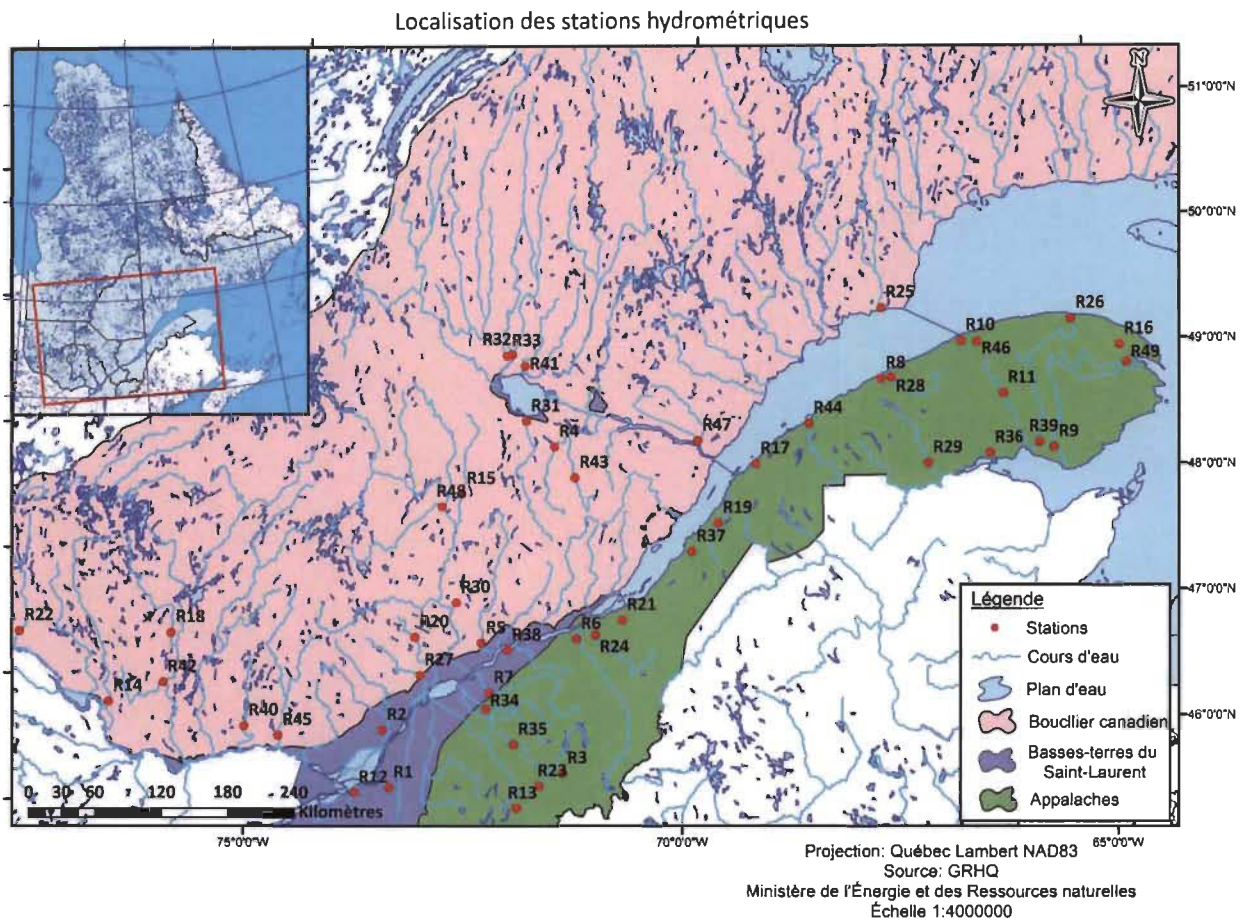 Localisation des stations hydrométriques
N
51°0'0"N
50°0'0"N
R25
R26
R32
R33
R10
R16
49°0'0"N
R41
R46
R49
R8
R28
R11
R31
R44
R4
R47
R39
R36
R9
R17
R29
48°0'0"N
R43
R15
R48
R19
R37
R30
47°0'0"N
R21
R22
R18
R20
R5
R38
R6
R24
R42
R27
R14
R7
R34
R40
R45
R2
R35
46°0'0"N
R12
R1
R23
R3
R13
0
30
60
120
180
240
Kilomètres
Légende
Stations
Cours d'eau
Plan d'eau
Bouclier canadien
Basses-terres du
Saint-Laurent
Appalaches
75°0'0"W
70°0'0"W
65°0'0"W
Projection: Québec Lambert NAD83
Source: GRHQ
Ministère de l'Énergie et des Ressources naturelles
Échelle 1:4000000